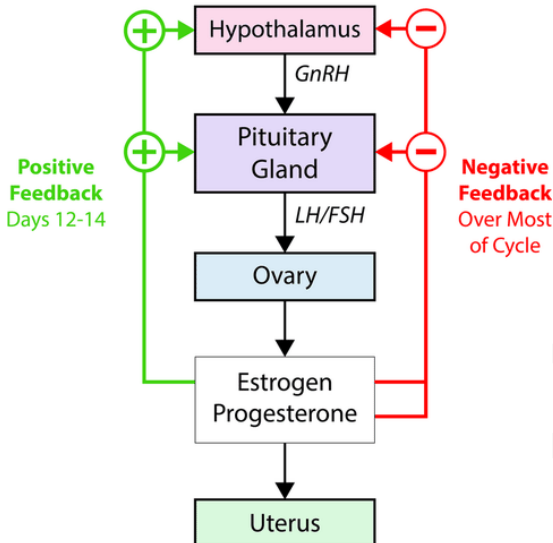 Hypothalamus
GnRH
Pituitary
Gland
Positive
Feedback
Days 12-14
Negative
Feedback
Over Most
of Cycle
LH/FSH
Ovary
Estrogen
Progesterone
Uterus